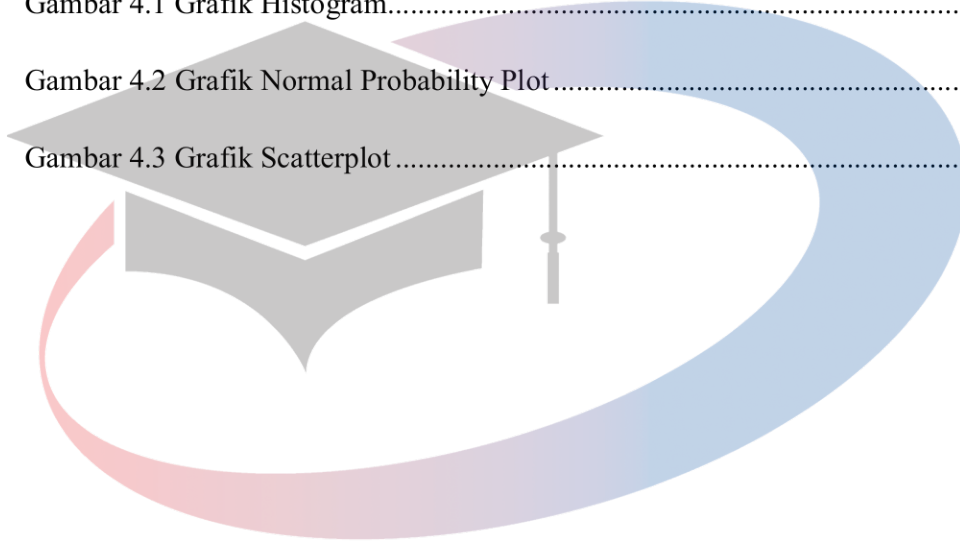 Gambar 4.1 Grafik Histogram...............................................................................
Gambar 4.2 Grafik Normal Probability Plot......................................................
Gambar 4.3 Grafik Scatterplot...........................................................................